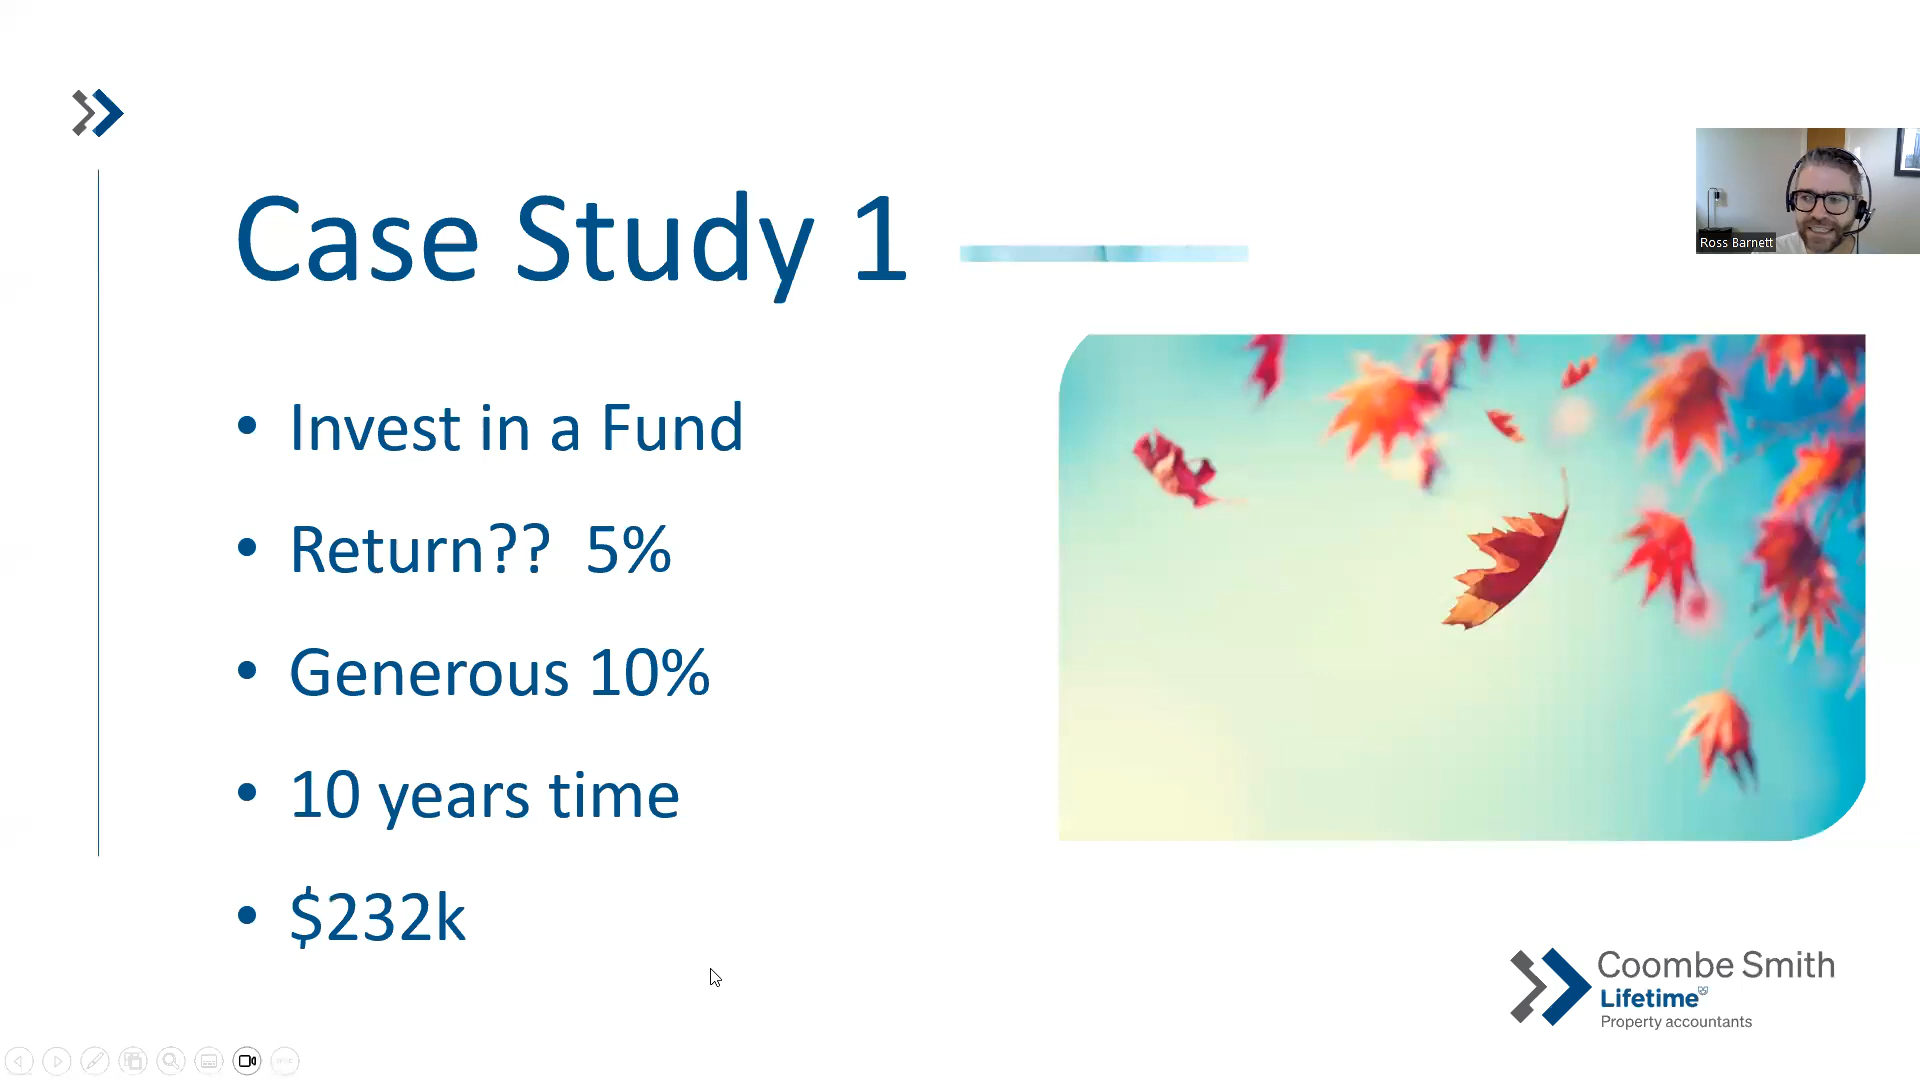 Case Study 1
Ross Barnett
• Invest in a Fund
• Return?? 5%
• Generous 10%
• 10 years time
• $232k
Coombe Smith
Lifetime
Property accountants